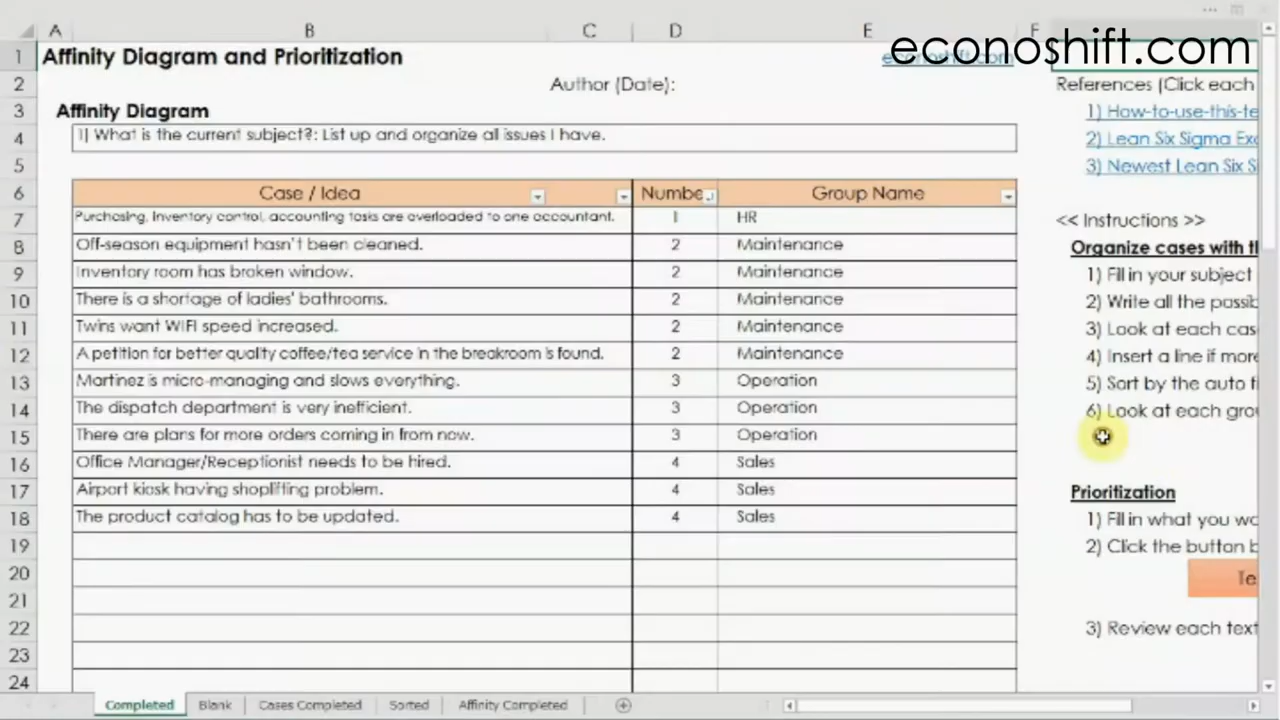 econoshift.com
A B C D E F
1 Affinity Diagram and Prioritization econoshift.com
2 Author (Date): References (Click each
3 Affinity Diagram 1) How-to-use-this-te
4 1) What is the current subject?: List up and organize all issues I have. 2) Lean Six Sigma Exc
5 3) Newest Lean Six S
6 Case / Idea Numbe Group Name
7 Purchasing, inventory control, accounting tasks are overloaded to one accountant. 1 HR << Instructions >>
8 Off-season equipment hasn't been cleaned. 2 Maintenance Organize cases with th
9 Inventory room has broken window. 2 Maintenance 1) Fill in your subject
10 There is a shortage of ladies' bathrooms. 2 Maintenance 2) Write all the possib
11 Twins want WIFI speed increased. 2 Maintenance 3) Look at each cas
12 A petition for better quality coffee/tea service in the breakroom is found. 2 Maintenance 4) Insert a line if more
13 Martinez is micro-managing and slows everything. 3 Operation 5) Sort by the auto fi
14 The dispatch department is very inefficient. 3 Operation 6) Look at each grou
15 There are plans for more orders coming in from now. 3 Operation
16 Office Manager/Receptionist needs to be hired. 4 Sales
17 Airport kiosk having shoplifting problem. 4 Sales Prioritization
18 The product catalog has to be updated. 4 Sales 1) Fill in what you wo
19 2) Click the button b
20 Te
21
22 3) Review each text
23
24
Completed Blank Cases Completed Sorted Affinity Completed